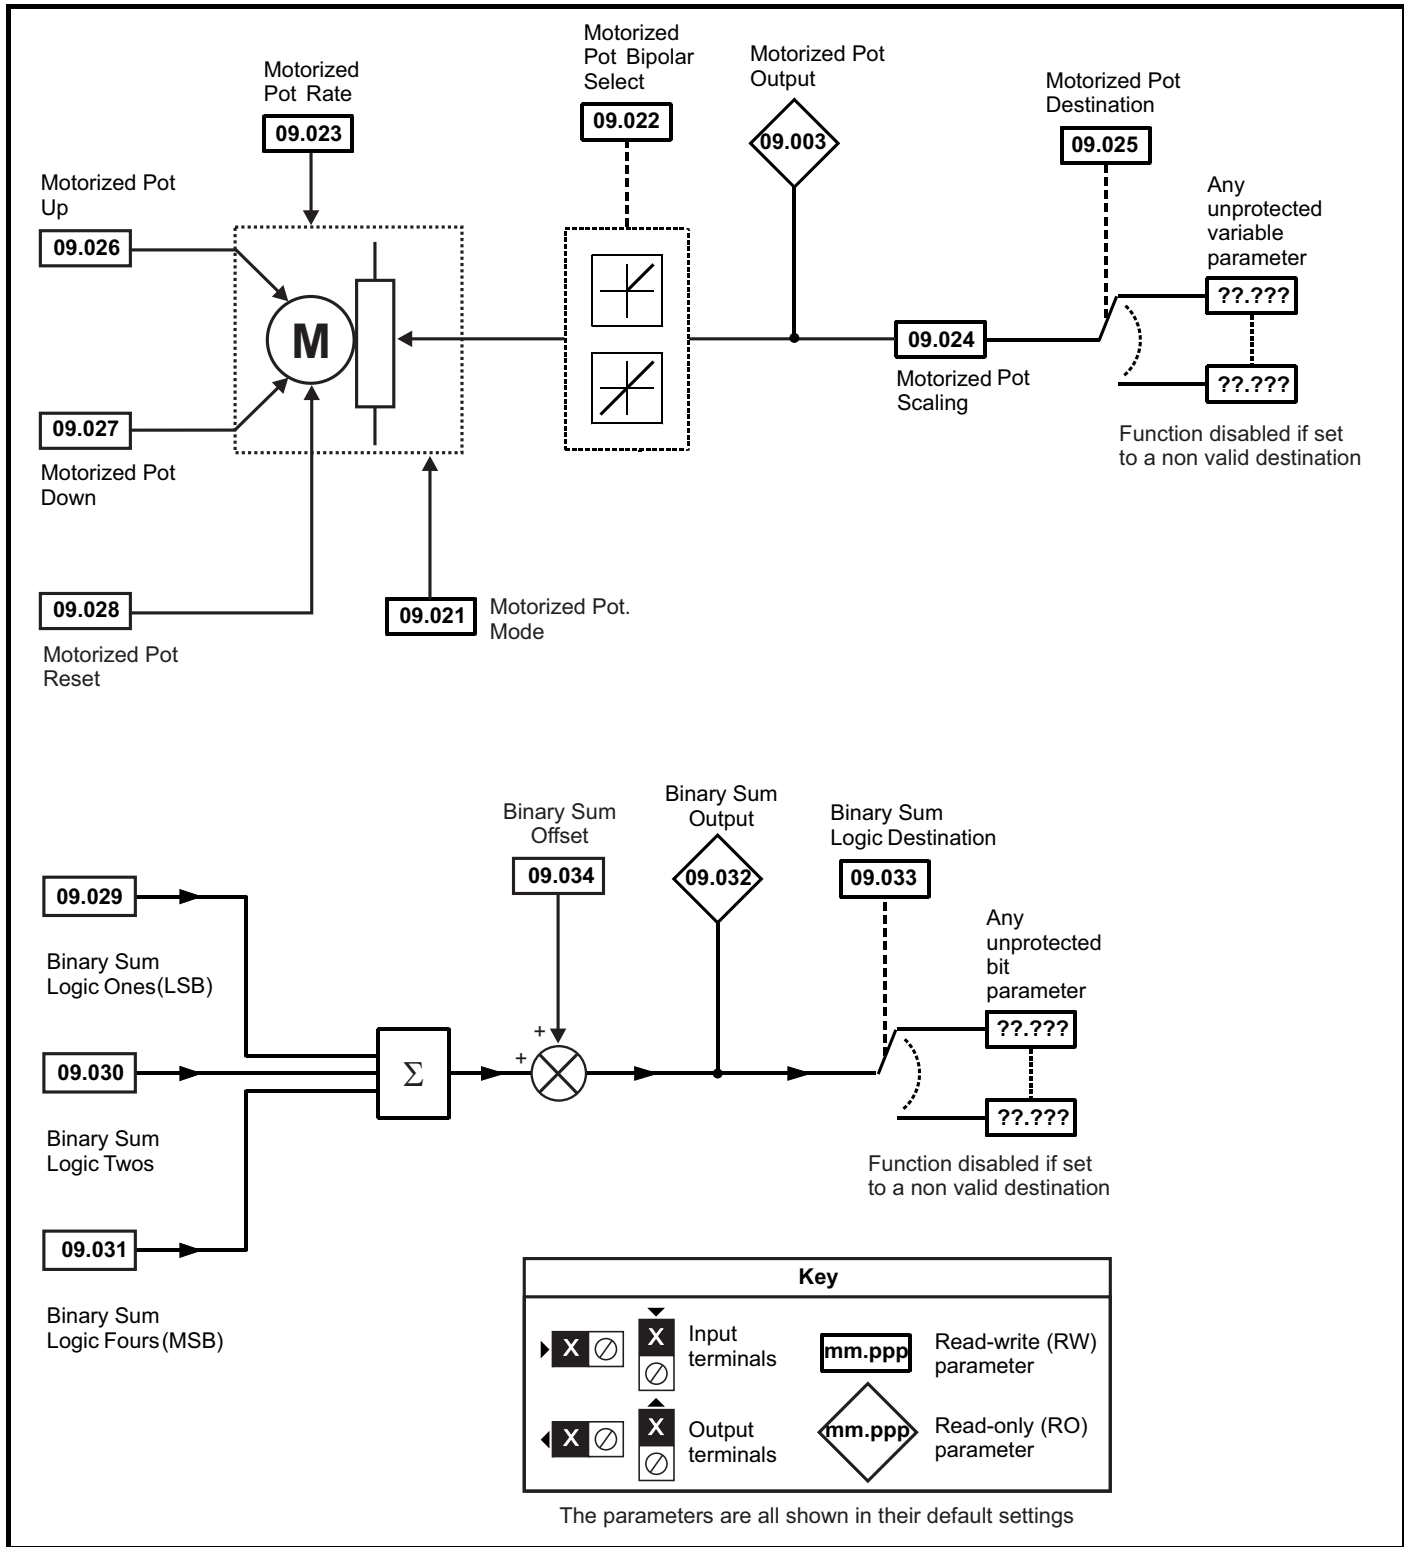 Motorized
Pot Rate
09.023
Motorized
Pot Bipolar
Select
09.022
Motorized Pot
Output
09.003
Motorized Pot
Destination
09.025
Motorized Pot
Up
09.026
Any
unprotected
variable
parameter
??.???
??.???
M
09.024
Motorized Pot
Scaling
Function disabled if set
to a non valid destination
09.027
Motorized Pot
Down
09.028
Motorized Pot
Reset
09.021
Motorized Pot.
Mode
Binary Sum
Offset
09.034
Binary Sum
Output
09.032
Binary Sum
Logic Destination
09.033
09.029
Binary Sum
Logic Ones(LSB)
Any
unprotected
bit
parameter
??.???
??.???
09.030
Binary Sum
Logic Twos
Σ
+
+
Function disabled if set
to a non valid destination
09.031
Binary Sum
Logic Fours(MSB)
Key
X
X
Input
terminals
mm.ppp
Read-write (RW)
parameter
X
X
Output
terminals
mm.ppp
Read-only (RO)
parameter
The parameters are all shown in their default settings